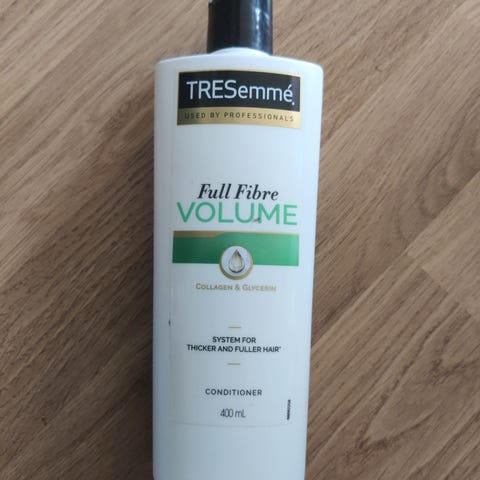 TRESemmé
USED BY PROFESSIONALS
Full Fibre
VOLUME
COLLAGEN & GLYCERIN
SYSTEM FOR
THICKER AND FULLER HAIR*
CONDITIONER
400 mL